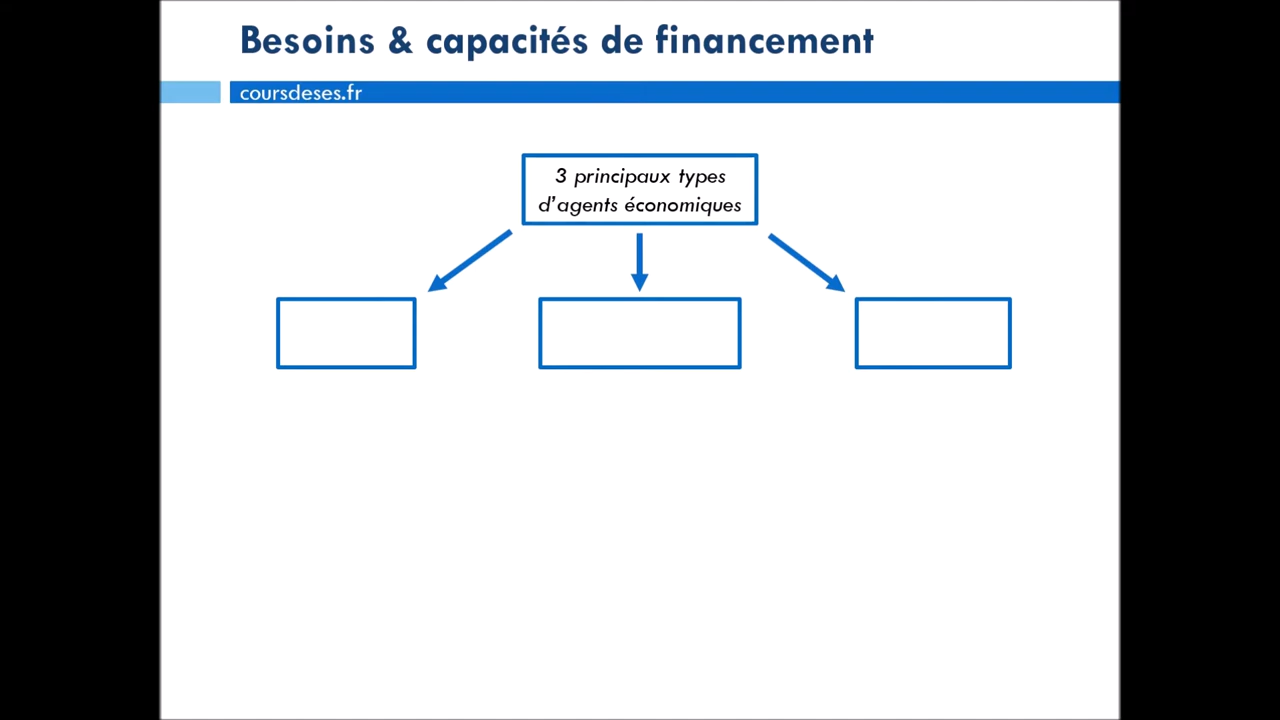 Besoins & capacités de financement
coursdeses.fr
3 principaux types
d’agents économiques